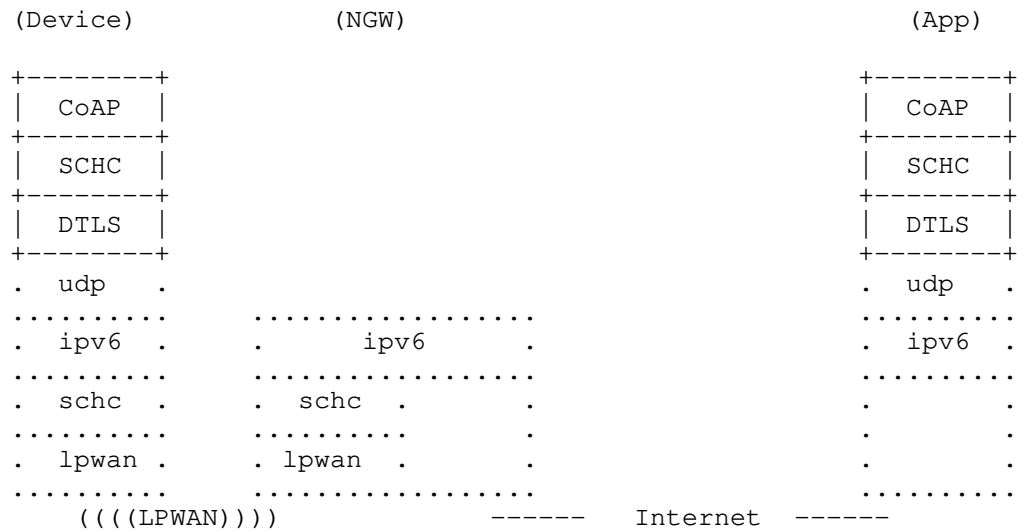 (Device)            (NGW)                              (App)

+--------+                                           +--------+
|  CoAP  |                                           |  CoAP  |
+--------+                                           +--------+
|  SCHC  |                                           |  SCHC  |
+--------+                                           +--------+
|  DTLS  |                                           |  DTLS  |
+--------+                                           +--------+
.  udp   .                                           .  udp   .
..........     ..................                    ..........
.  ipv6  .     .      ipv6      .                    .  ipv6  .
..........     ..................                    ..........
.  schc  .     .  schc  .       .                    .        .
..........     ..........       .                    .        .
.  lpwan .     . lpwan  .       .                    .        .
..........     ..................                    ..........
    ((((LPWAN))))             ------   Internet  ------